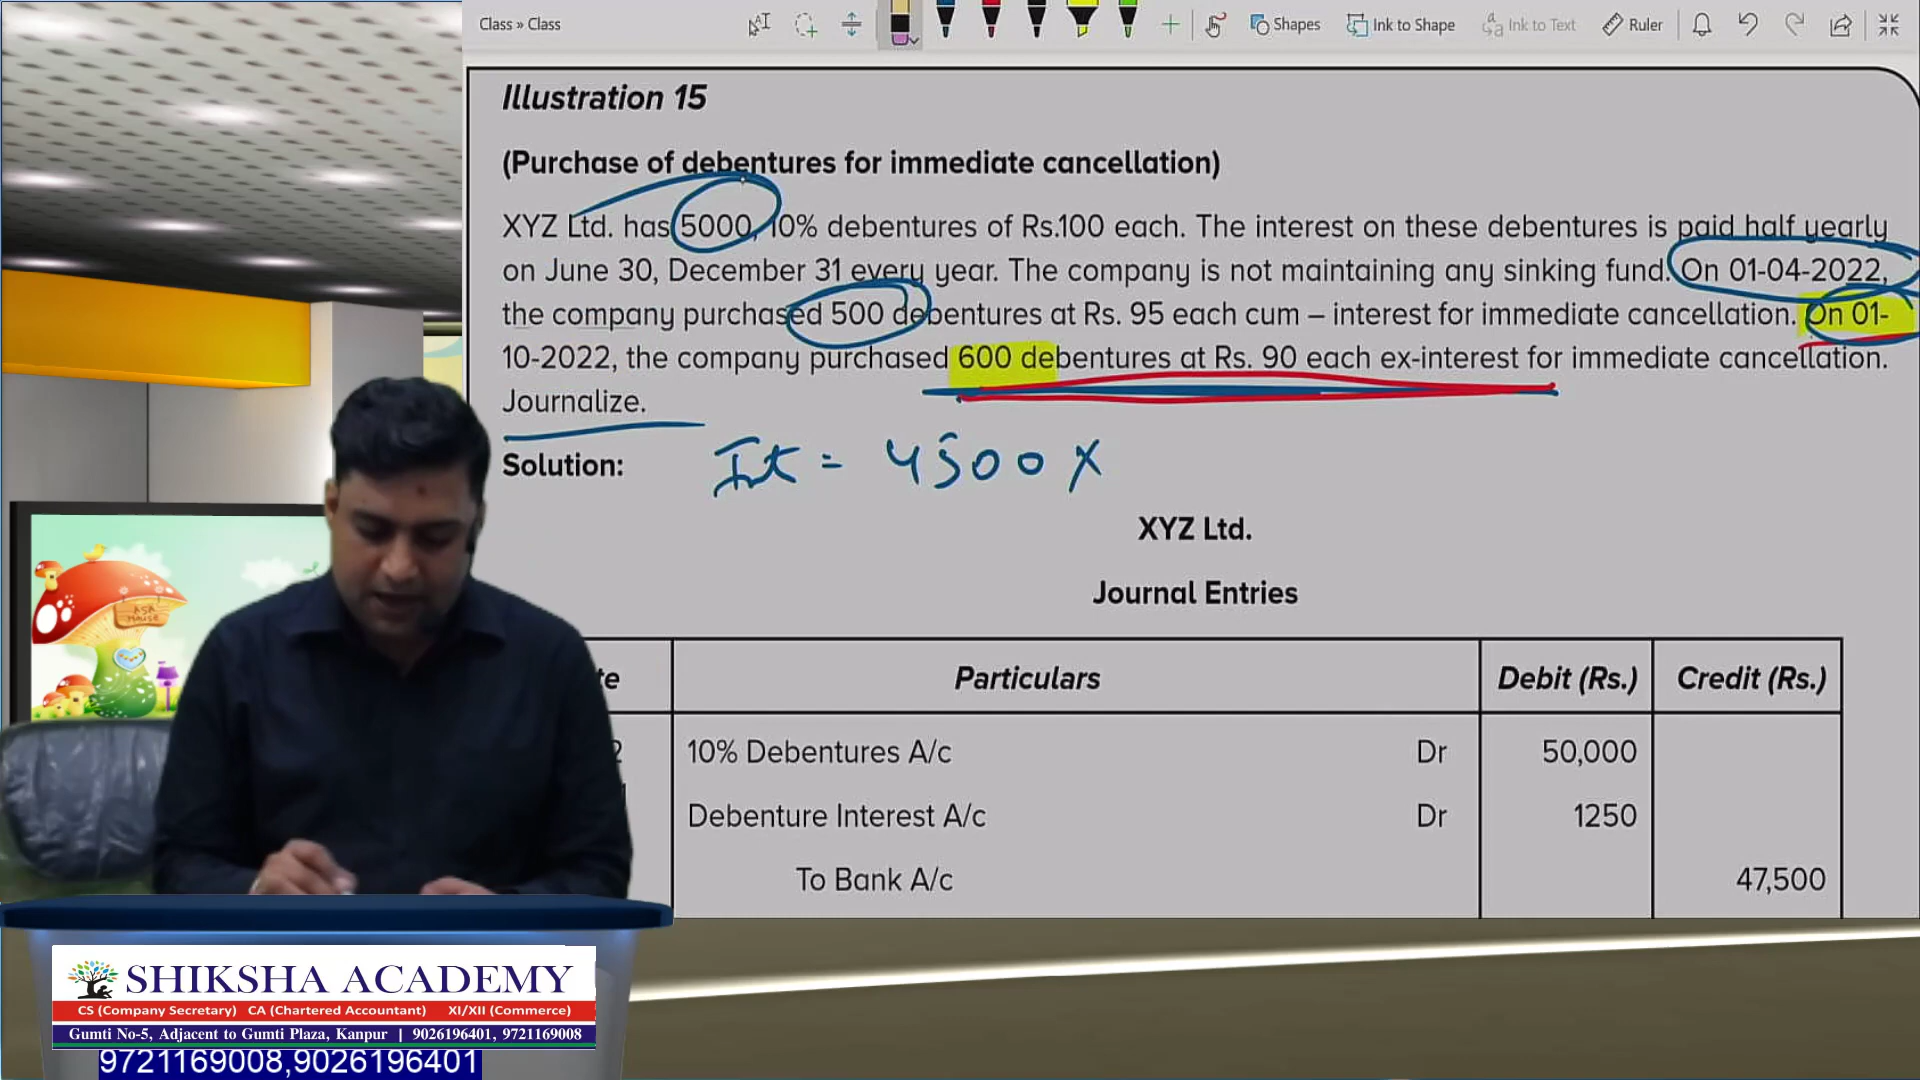 Class » Class
Shapes
Ink to Shape
Ink to Text
Ruler
Illustration 15
(Purchase of debentures for immediate cancellation)
XYZ Ltd. has 5000, 10% debentures of Rs.100 each. The interest on these debentures is paid half yearly
on June 30, December 31 every year. The company is not maintaining any sinking fund. On 01-04-2022,
the company purchased 500 debentures at Rs. 95 each cum – interest for immediate cancellation. On 01-
10-2022, the company purchased 600 debentures at Rs. 90 each ex-interest for immediate cancellation.
Journalize.
Solution: Int = 4500 X
XYZ Ltd.
Journal Entries
te Particulars Debit (Rs.) Credit (Rs.)
2 10% Debentures A/c Dr 50,000
Debenture Interest A/c Dr 1250
To Bank A/c 47,500
ASA
HOUSE
SHIKSHA ACADEMY
CS (Company Secretary) CA (Chartered Accountant) XI/XII (Commerce)
Gumti No-5, Adjacent to Gumti Plaza, Kanpur | 9026196401, 9721169008
9721169008,9026196401